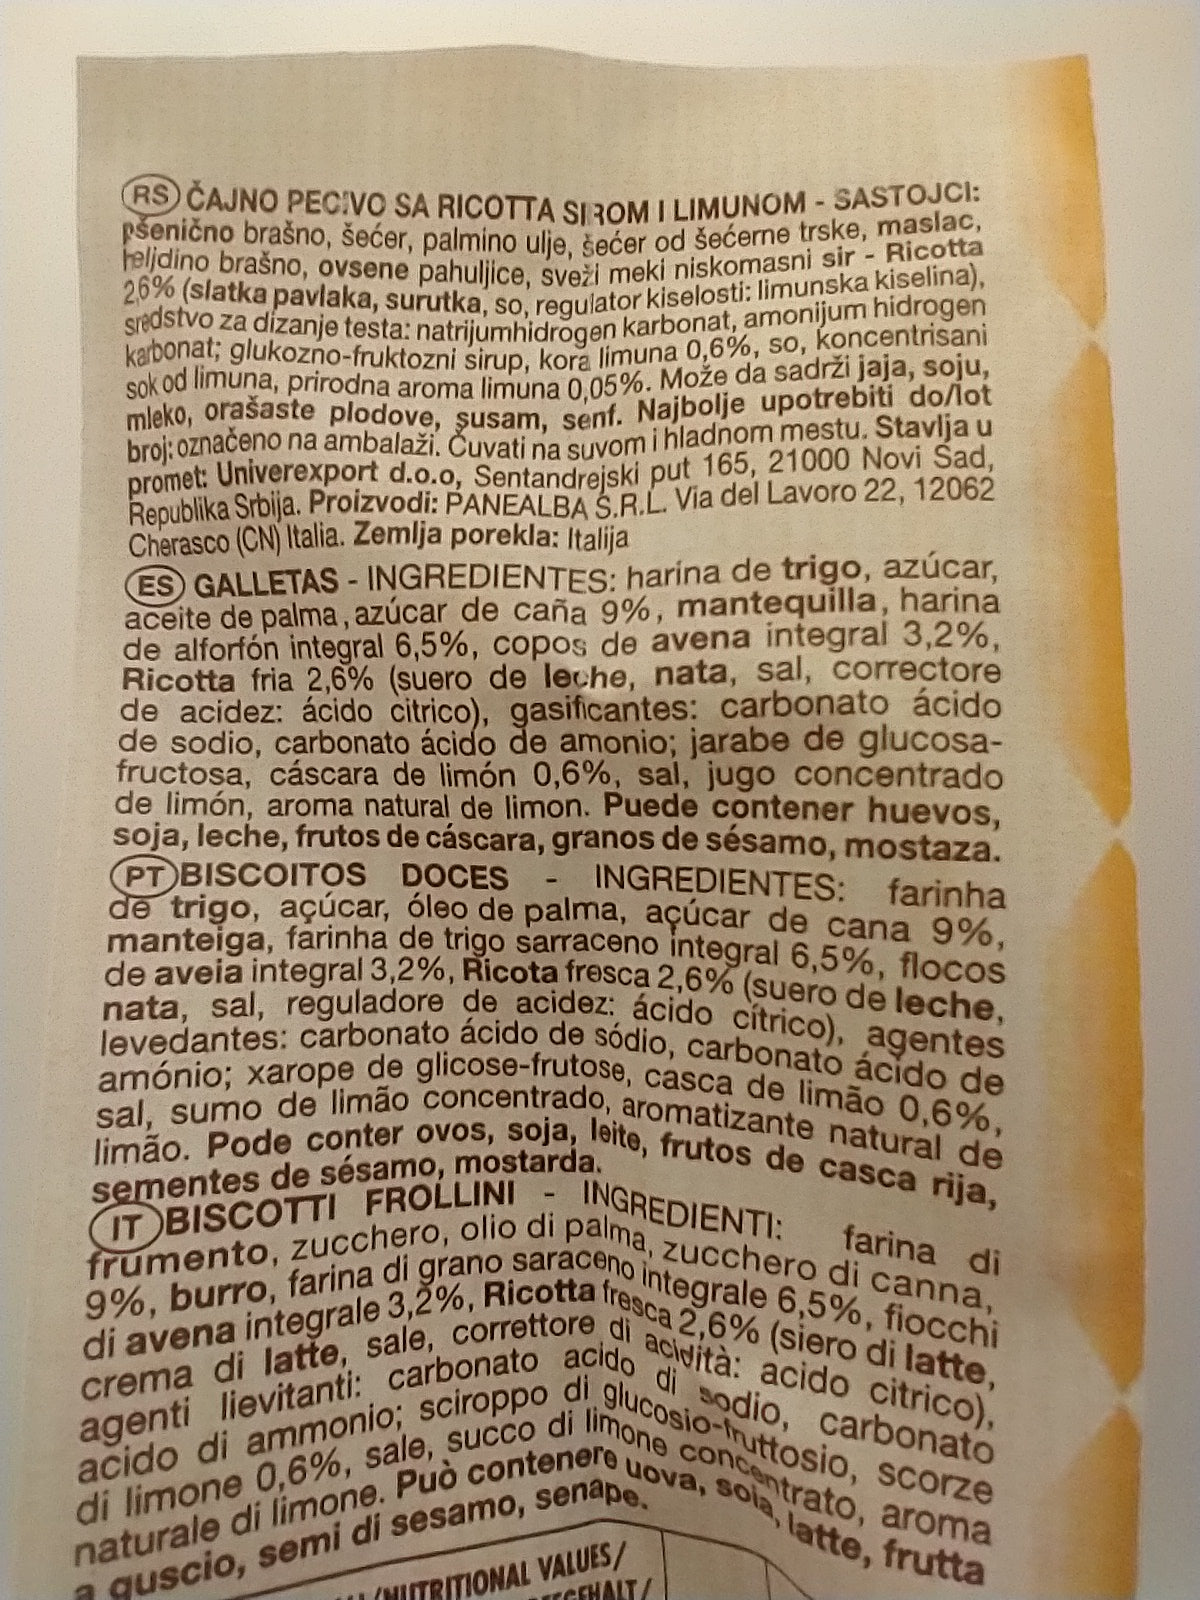 RS ČAJNO PECIVO SA RICOTTA SIROM I LIMUNOM - SASTOJCI:
pšenično brašno, šećer, palmino ulje, šećer od šećerne trske, maslac,
heljdino brašno, ovsene pahuljice, sveži meki niskomasni sir - Ricotta
2,6% (slatka pavlaka, surutka, so, regulator kiselosti: limunska kiselina),
sredstvo za dizanje testa: natrijumhidrogen karbonat, amonijum hidrogen
karbonat; glukozno-fruktozni sirup, kora limuna 0,6%, so, koncentrisani
sok od limuna, prirodna aroma limuna 0,05%. Može da sadrži jaja, soju,
mleko, orašaste plodove, susam, senf. Najbolje upotrebiti do/lot
broj: označeno na ambalaži. Čuvati na suvom i hladnom mestu. Stavlja u
promet: Univerexport d.o.o, Sentandrejski put 165, 21000 Novi Sad,
Republika Srbija. Proizvodi: PANEALBA S.R.L. Via del Lavoro 22, 12062
Cherasco (CN) Italia. Zemlja porekla: Italija
ES GALLETAS - INGREDIENTES: harina de trigo, azúcar,
aceite de palma, azúcar de caña 9%, mantequilla, harina
de alforfón integral 6,5%, copos de avena integral 3,2%,
Ricotta fria 2,6% (suero de leche, nata, sal, correctore
de acidez: ácido citrico), gasificantes: carbonato ácido
de sodio, carbonato ácido de amonio; jarabe de glucosa-
fructosa, cáscara de limón 0,6%, sal, jugo concentrado
de limón, aroma natural de limon. Puede contener huevos,
soja, leche, frutos de cáscara, granos de sésamo, mostaza.
PT BISCOITOS DOCES - INGREDIENTES: farinha
de trigo, açúcar, óleo de palma, açúcar de cana 9%,
manteiga, farinha de trigo sarraceno integral 6,5%, flocos
de aveia integral 3,2%, Ricota fresca 2,6% (suero de leche,
nata, sal, reguladore de acidez: ácido cítrico), agentes
levedantes: carbonato ácido de sódio, carbonato ácido de
amónio; xarope de glicose-frutose, casca de limão 0,6%,
sal, sumo de limão concentrado, aromatizante natural de
limão. Pode conter ovos, soja, leite, frutos de casca rija,
sementes de sésamo, mostarda.
IT BISCOTTI FROLLINI - INGREDIENTI: farina di
frumento, zucchero, olio di palma, zucchero di canna,
9%, burro, farina di grano saraceno integrale 6,5%, fiocchi
di avena integrale 3,2%, Ricotta fresca 2,6% (siero di latte,
crema di latte, sale, correttore di acidità: acido citrico),
agenti lievitanti: carbonato acido di sodio, carbonato
acido di ammonio; sciroppo di glucosio-fruttosio, scorze
di limone 0,6%, sale, succo di limone concentrato, aroma
naturale di limone. Può contenere uova, soia, latte, frutta
a guscio, semi di sesamo, senape.
/NUTRITIONAL VALUES/